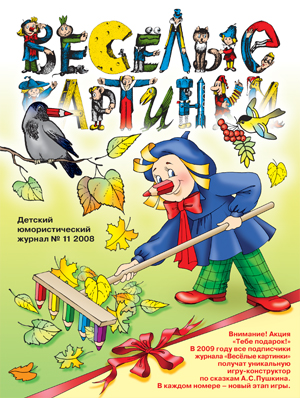 ВЕСЁЛЫЕ
КАРТИНКИ
Детский
юмористический
журнал № 11 2008
Внимание! Акция
«Тебе подарок!»
В 2009 году все подписчики
журнала «Весёлые картинки»
получат уникальную
игру-конструктор
по сказкам А.С.Пушкина.
В каждом номере – новый этап игры.